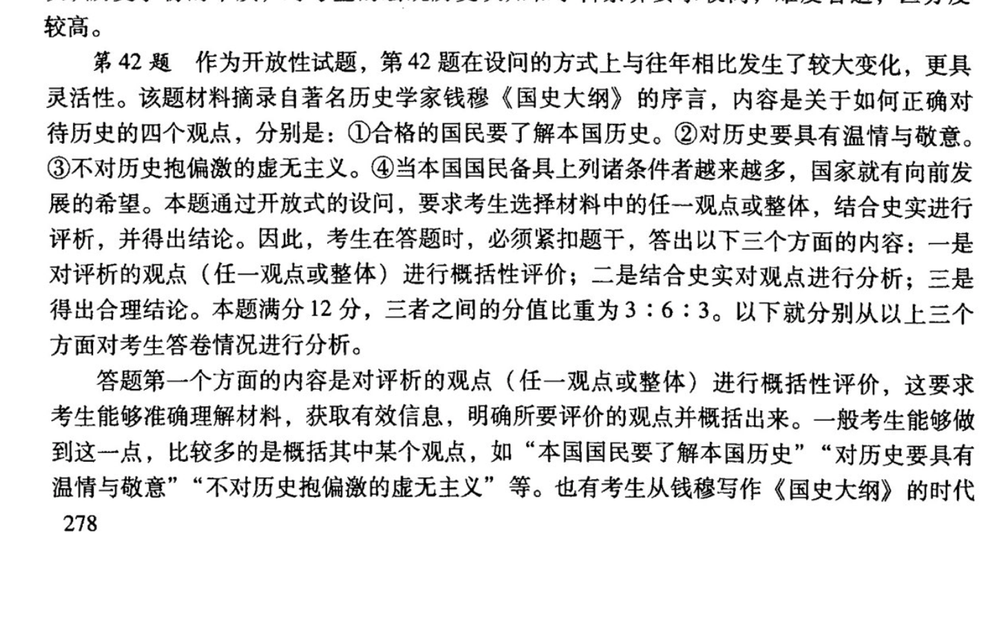 较高。
第 42 题　作为开放性试题，第 42 题在设问的方式上与往年相比发生了较大变化，更具
灵活性。该题材料摘录自著名历史学家钱穆《国史大纲》的序言，内容是关于如何正确对
待历史的四个观点，分别是：①合格的国民要了解本国历史。②对历史要具有温情与敬意。
③不对历史抱偏激的虚无主义。④当本国国民备具上列诸条件者越来越多，国家就有向前发
展的希望。本题通过开放式的设问，要求考生选择材料中的任一观点或整体，结合史实进行
评析，并得出结论。因此，考生在答题时，必须紧扣题干，答出以下三个方面的内容：一是
对评析的观点（任一观点或整体）进行概括性评价；二是结合史实对观点进行分析；三是
得出合理结论。本题满分 12 分，三者之间的分值比重为 3∶6∶3。以下就分别从以上三个
方面对考生答卷情况进行分析。
答题第一个方面的内容是对评析的观点（任一观点或整体）进行概括性评价，这要求
考生能够准确理解材料，获取有效信息，明确所要评价的观点并概括出来。一般考生能够做
到这一点，比较多的是概括其中某个观点，如“本国国民要了解本国历史”“对历史要具有
温情与敬意”“不对历史抱偏激的虚无主义”等。也有考生从钱穆写作《国史大纲》的时代
278